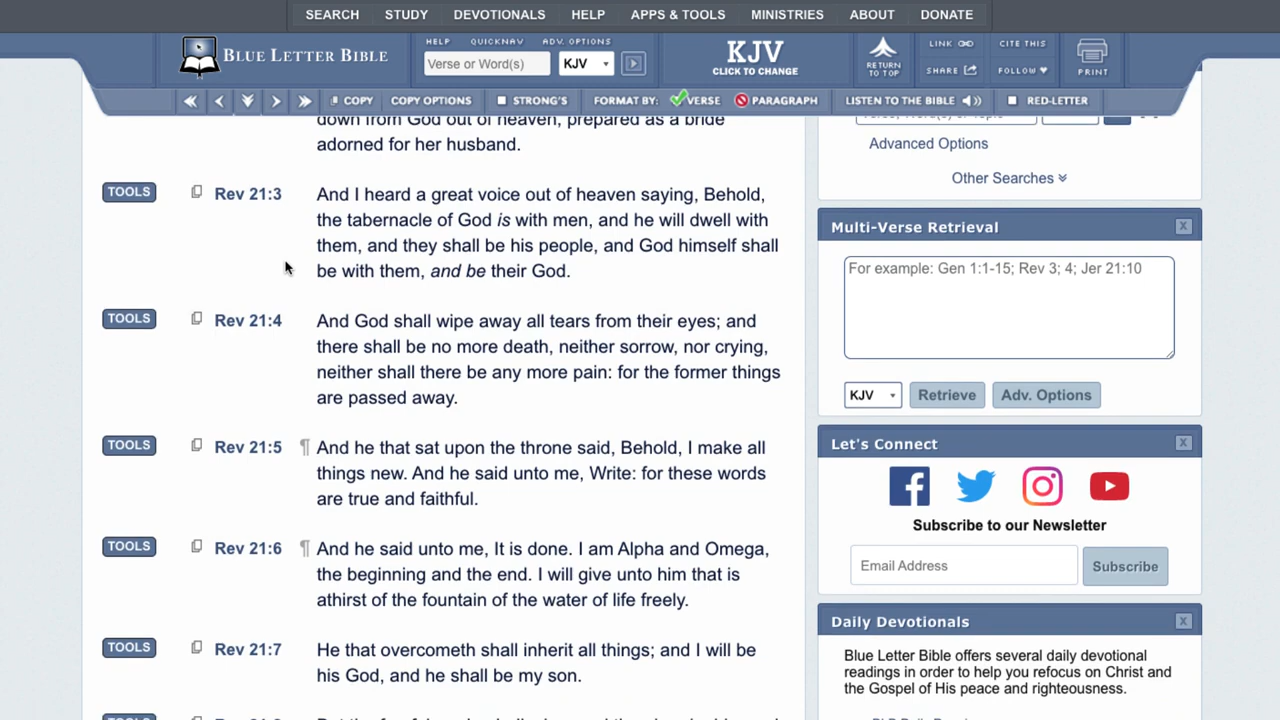 SEARCH STUDY DEVOTIONALS HELP APPS & TOOLS MINISTRIES ABOUT DONATE
BLUE LETTER BIBLE
HELP QUICKNAV ADV. OPTIONS
Verse or Word(s) KJV
KJV
CLICK TO CHANGE
RETURN
TO TOP
LINK CITE THIS
SHARE FOLLOW
PRINT
COPY COPY OPTIONS STRONG'S FORMAT BY: VERSE PARAGRAPH LISTEN TO THE BIBLE RED-LETTER
down from God out of heaven, prepared as a bride
adorned for her husband.
TOOLS Rev 21:3 And I heard a great voice out of heaven saying, Behold,
the tabernacle of God is with men, and he will dwell with
them, and they shall be his people, and God himself shall
be with them, and be their God.
TOOLS Rev 21:4 And God shall wipe away all tears from their eyes; and
there shall be no more death, neither sorrow, nor crying,
neither shall there be any more pain: for the former things
are passed away.
TOOLS Rev 21:5 ¶ And he that sat upon the throne said, Behold, I make all
things new. And he said unto me, Write: for these words
are true and faithful.
TOOLS Rev 21:6 ¶ And he said unto me, It is done. I am Alpha and Omega,
the beginning and the end. I will give unto him that is
athirst of the fountain of the water of life freely.
TOOLS Rev 21:7 He that overcometh shall inherit all things; and I will be
his God, and he shall be my son.
Advanced Options
Other Searches
Multi-Verse Retrieval X
For example: Gen 1:1-15; Rev 3; 4; Jer 21:10
KJV Retrieve Adv. Options
Let's Connect X
Subscribe to our Newsletter
Email Address Subscribe
Daily Devotionals X
Blue Letter Bible offers several daily devotional
readings in order to help you refocus on Christ and
the Gospel of His peace and righteousness.